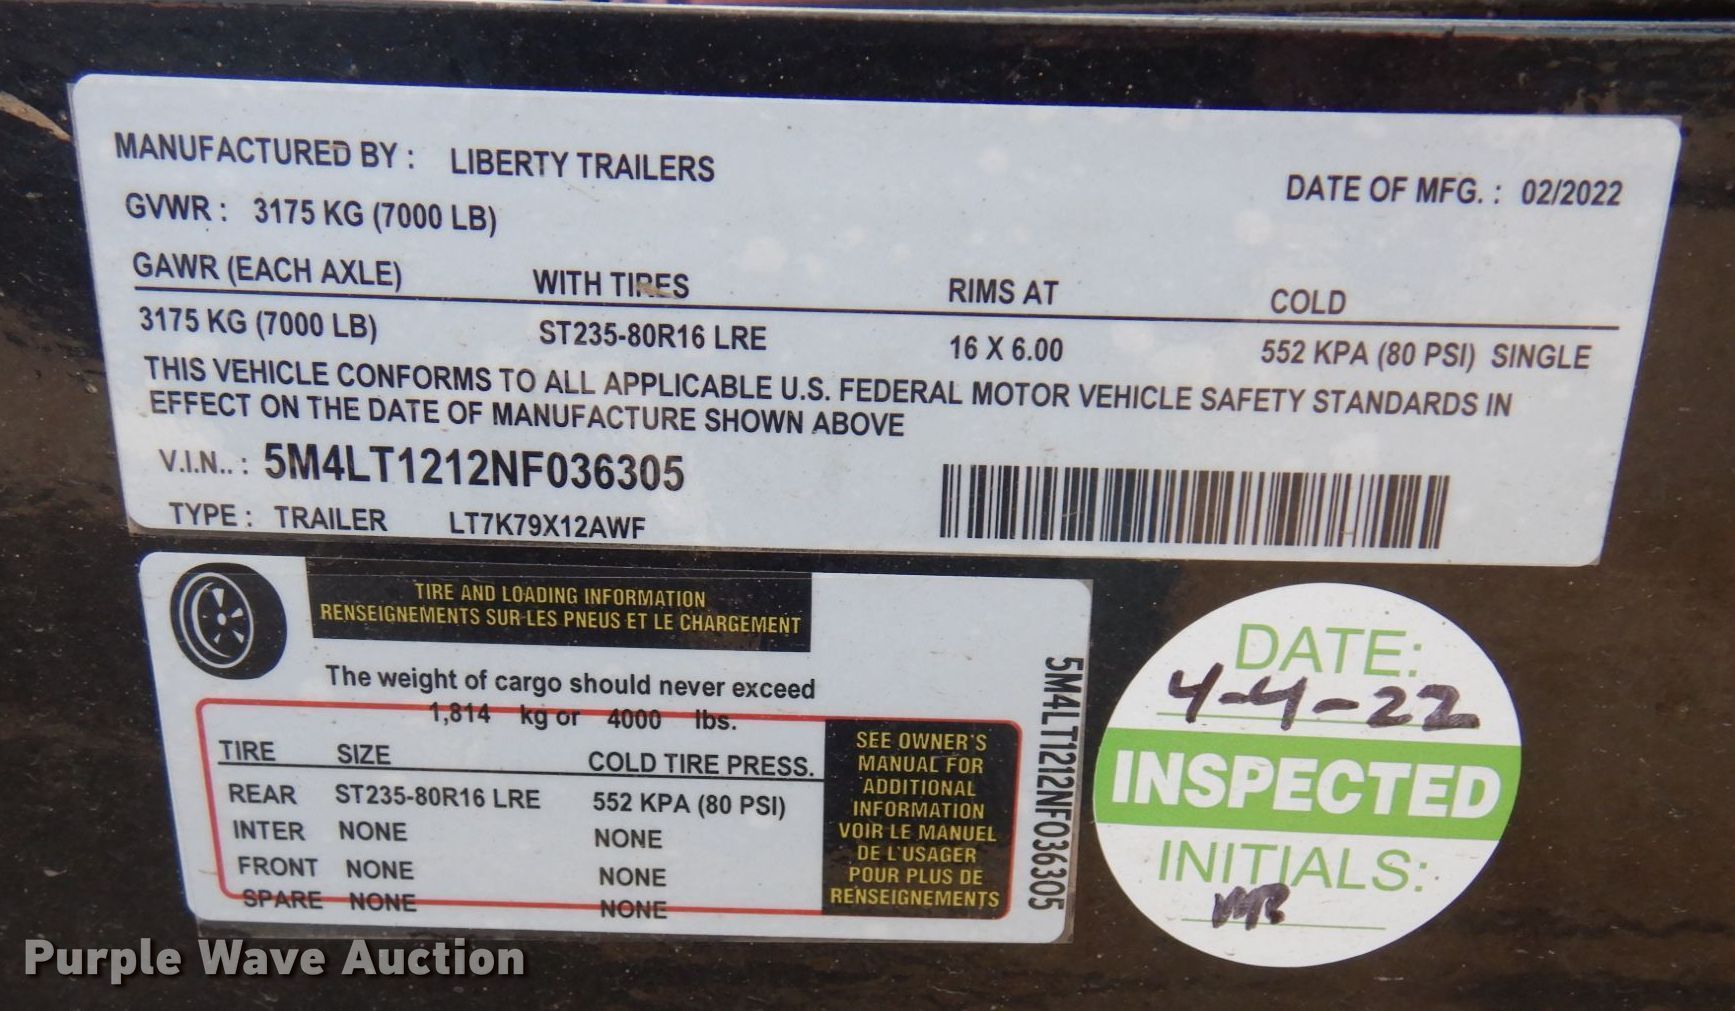 MANUFACTURED BY : LIBERTY TRAILERS
DATE OF MFG. : 02/2022
GVWR : 3175 KG (7000 LB)
GAWR (EACH AXLE) WITH TIRES RIMS AT COLD
3175 KG (7000 LB) ST235-80R16 LRE 16 X 6.00 552 KPA (80 PSI) SINGLE
THIS VEHICLE CONFORMS TO ALL APPLICABLE U.S. FEDERAL MOTOR VEHICLE SAFETY STANDARDS IN
EFFECT ON THE DATE OF MANUFACTURE SHOWN ABOVE
V.I.N.. : 5M4LT1212NF036305
TYPE : TRAILER LT7K79X12AWF
TIRE AND LOADING INFORMATION
RENSEIGNEMENTS SUR LES PNEUS ET LE CHARGEMENT
The weight of cargo should never exceed
1,814 kg or 4000 lbs.
TIRE SIZE COLD TIRE PRESS.
REAR ST235-80R16 LRE 552 KPA (80 PSI)
INTER NONE NONE
FRONT NONE NONE
SPARE NONE NONE
SEE OWNER'S
MANUAL FOR
ADDITIONAL
INFORMATION
VOIR LE MANUEL
DE L'USAGER
POUR PLUS DE
RENSEIGNEMENTS
5M4LT1212NF036305
DATE:
4-4-22
INSPECTED
INITIALS:
Purple Wave Auction